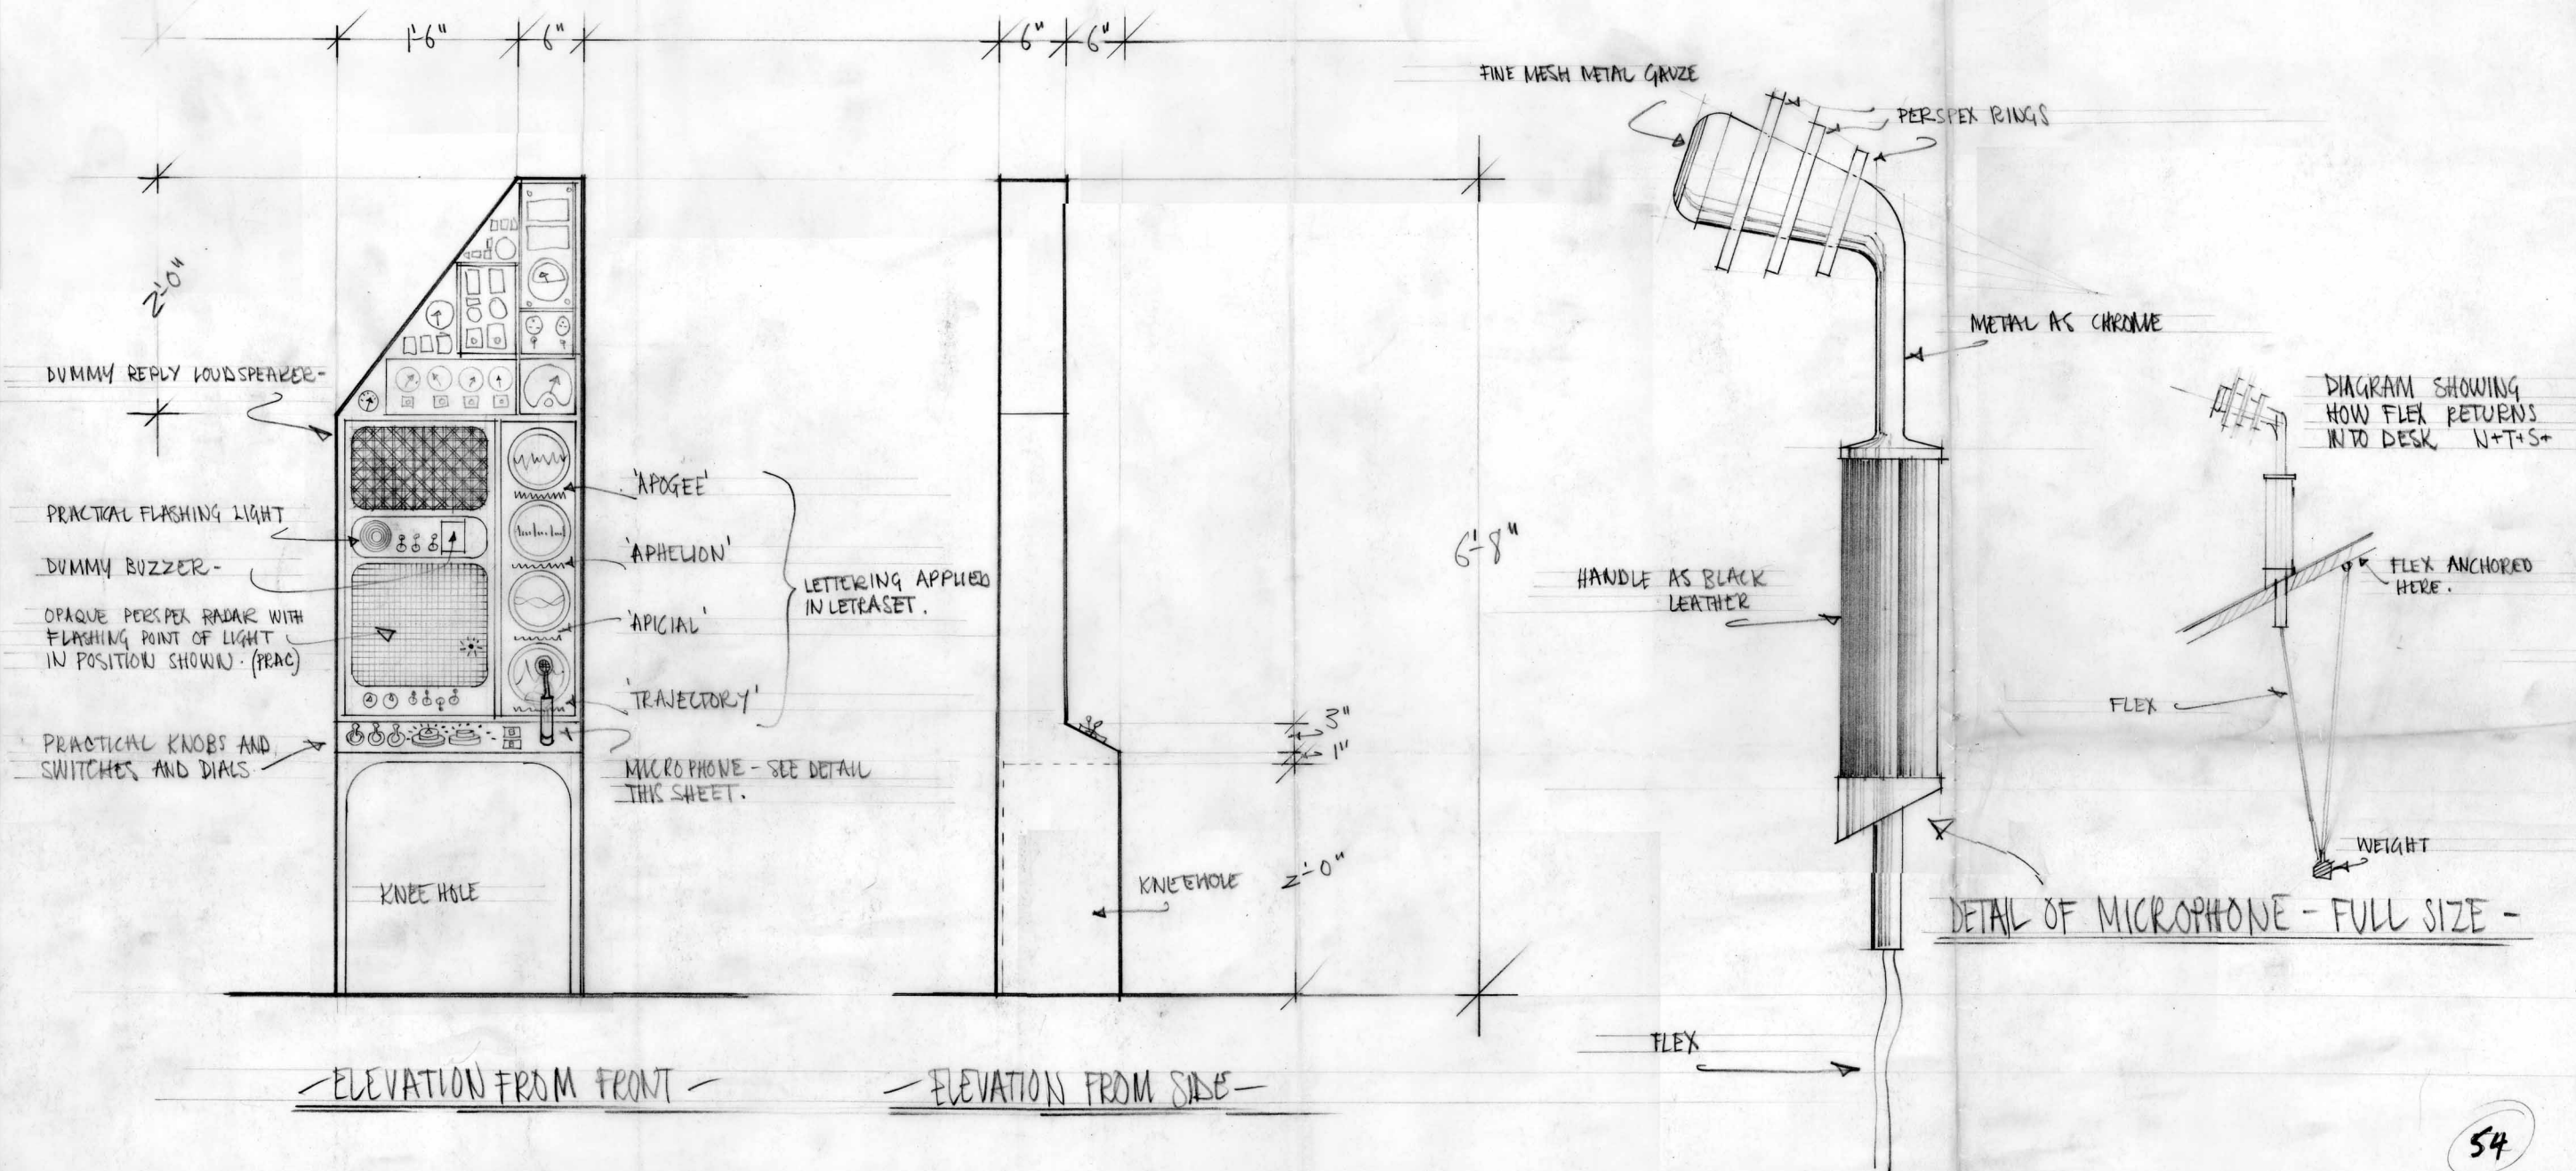 1'-6"
6"
6"
6"
2'-0"
DUMMY REPLY LOUDSPEAKER-
PRACTICAL FLASHING LIGHT
DUMMY BUZZER-
OPAQUE PERSPEX RADAR WITH
FLASHING POINT OF LIGHT
IN POSITION SHOWN. (PRAC)
PRACTICAL KNOBS AND
SWITCHES AND DIALS
'APOGEE'
'APHELION'
'APICIAL'
'TRAJECTORY'
LETTERING APPLIED
IN LETRASET.
MICROPHONE - SEE DETAIL
THIS SHEET.
KNEEHOLE
- ELEVATION FROM FRONT -
3"
1"
2'-0"
KNEEHOLE
6'-8"
- ELEVATION FROM SIDE -
FINE MESH METAL GAUZE
PERSPEX RINGS
METAL AS CHROME
HANDLE AS BLACK
LEATHER
FLEX
DETAIL OF MICROPHONE - FULL SIZE -
DIAGRAM SHOWING
HOW FLEX RETURNS
INTO DESK N+T+S+
FLEX ANCHORED
HERE.
FLEX
WEIGHT
54